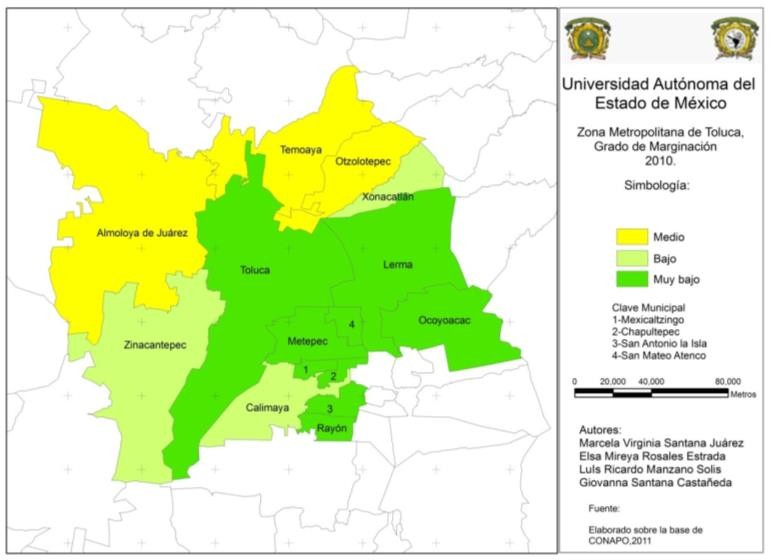 Temoaya
Otzolotepec
Xonacatlán
Almoloya de Juárez
Toluca
Lerma
4
Ocoyoacac
Zinacantepec
Metepec
1
2
Calimaya
3
Rayón
Universidad Autónoma del
Estado de México
Zona Metropolitana de Toluca,
Grado de Marginación
2010.
Simbología:
Medio
Bajo
Muy bajo
Clave Municipal
1-Mexicaltzingo
2-Chapultepec
3-San Antonio la Isla
4-San Mateo Atenco
0 20,000 40,000 80,000
Metros
Autores:
Marcela Virginia Santana Juárez
Elsa Mireya Rosales Estrada
Luis Ricardo Manzano Solis
Giovanna Santana Castañeda
Fuente:
Elaborado sobre la base de
CONAPO,2011